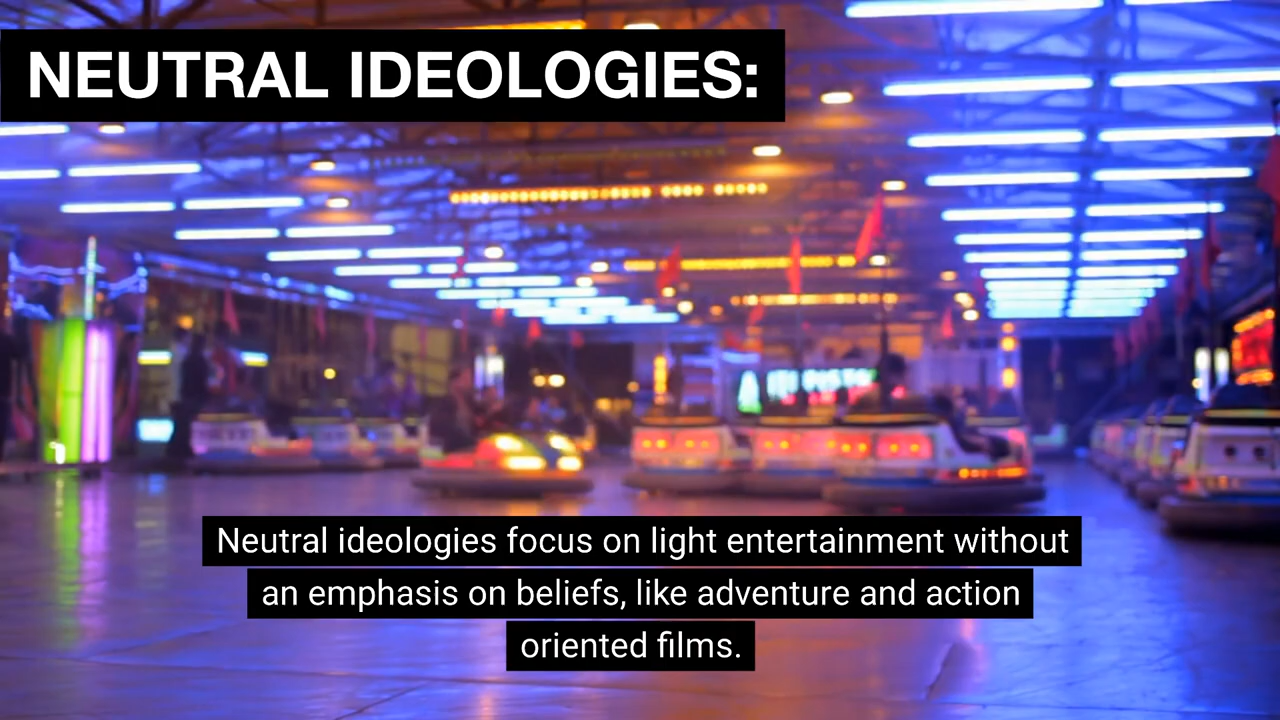 NEUTRAL IDEOLOGIES:
Neutral ideologies focus on light entertainment without
an emphasis on beliefs, like adventure and action
oriented films.